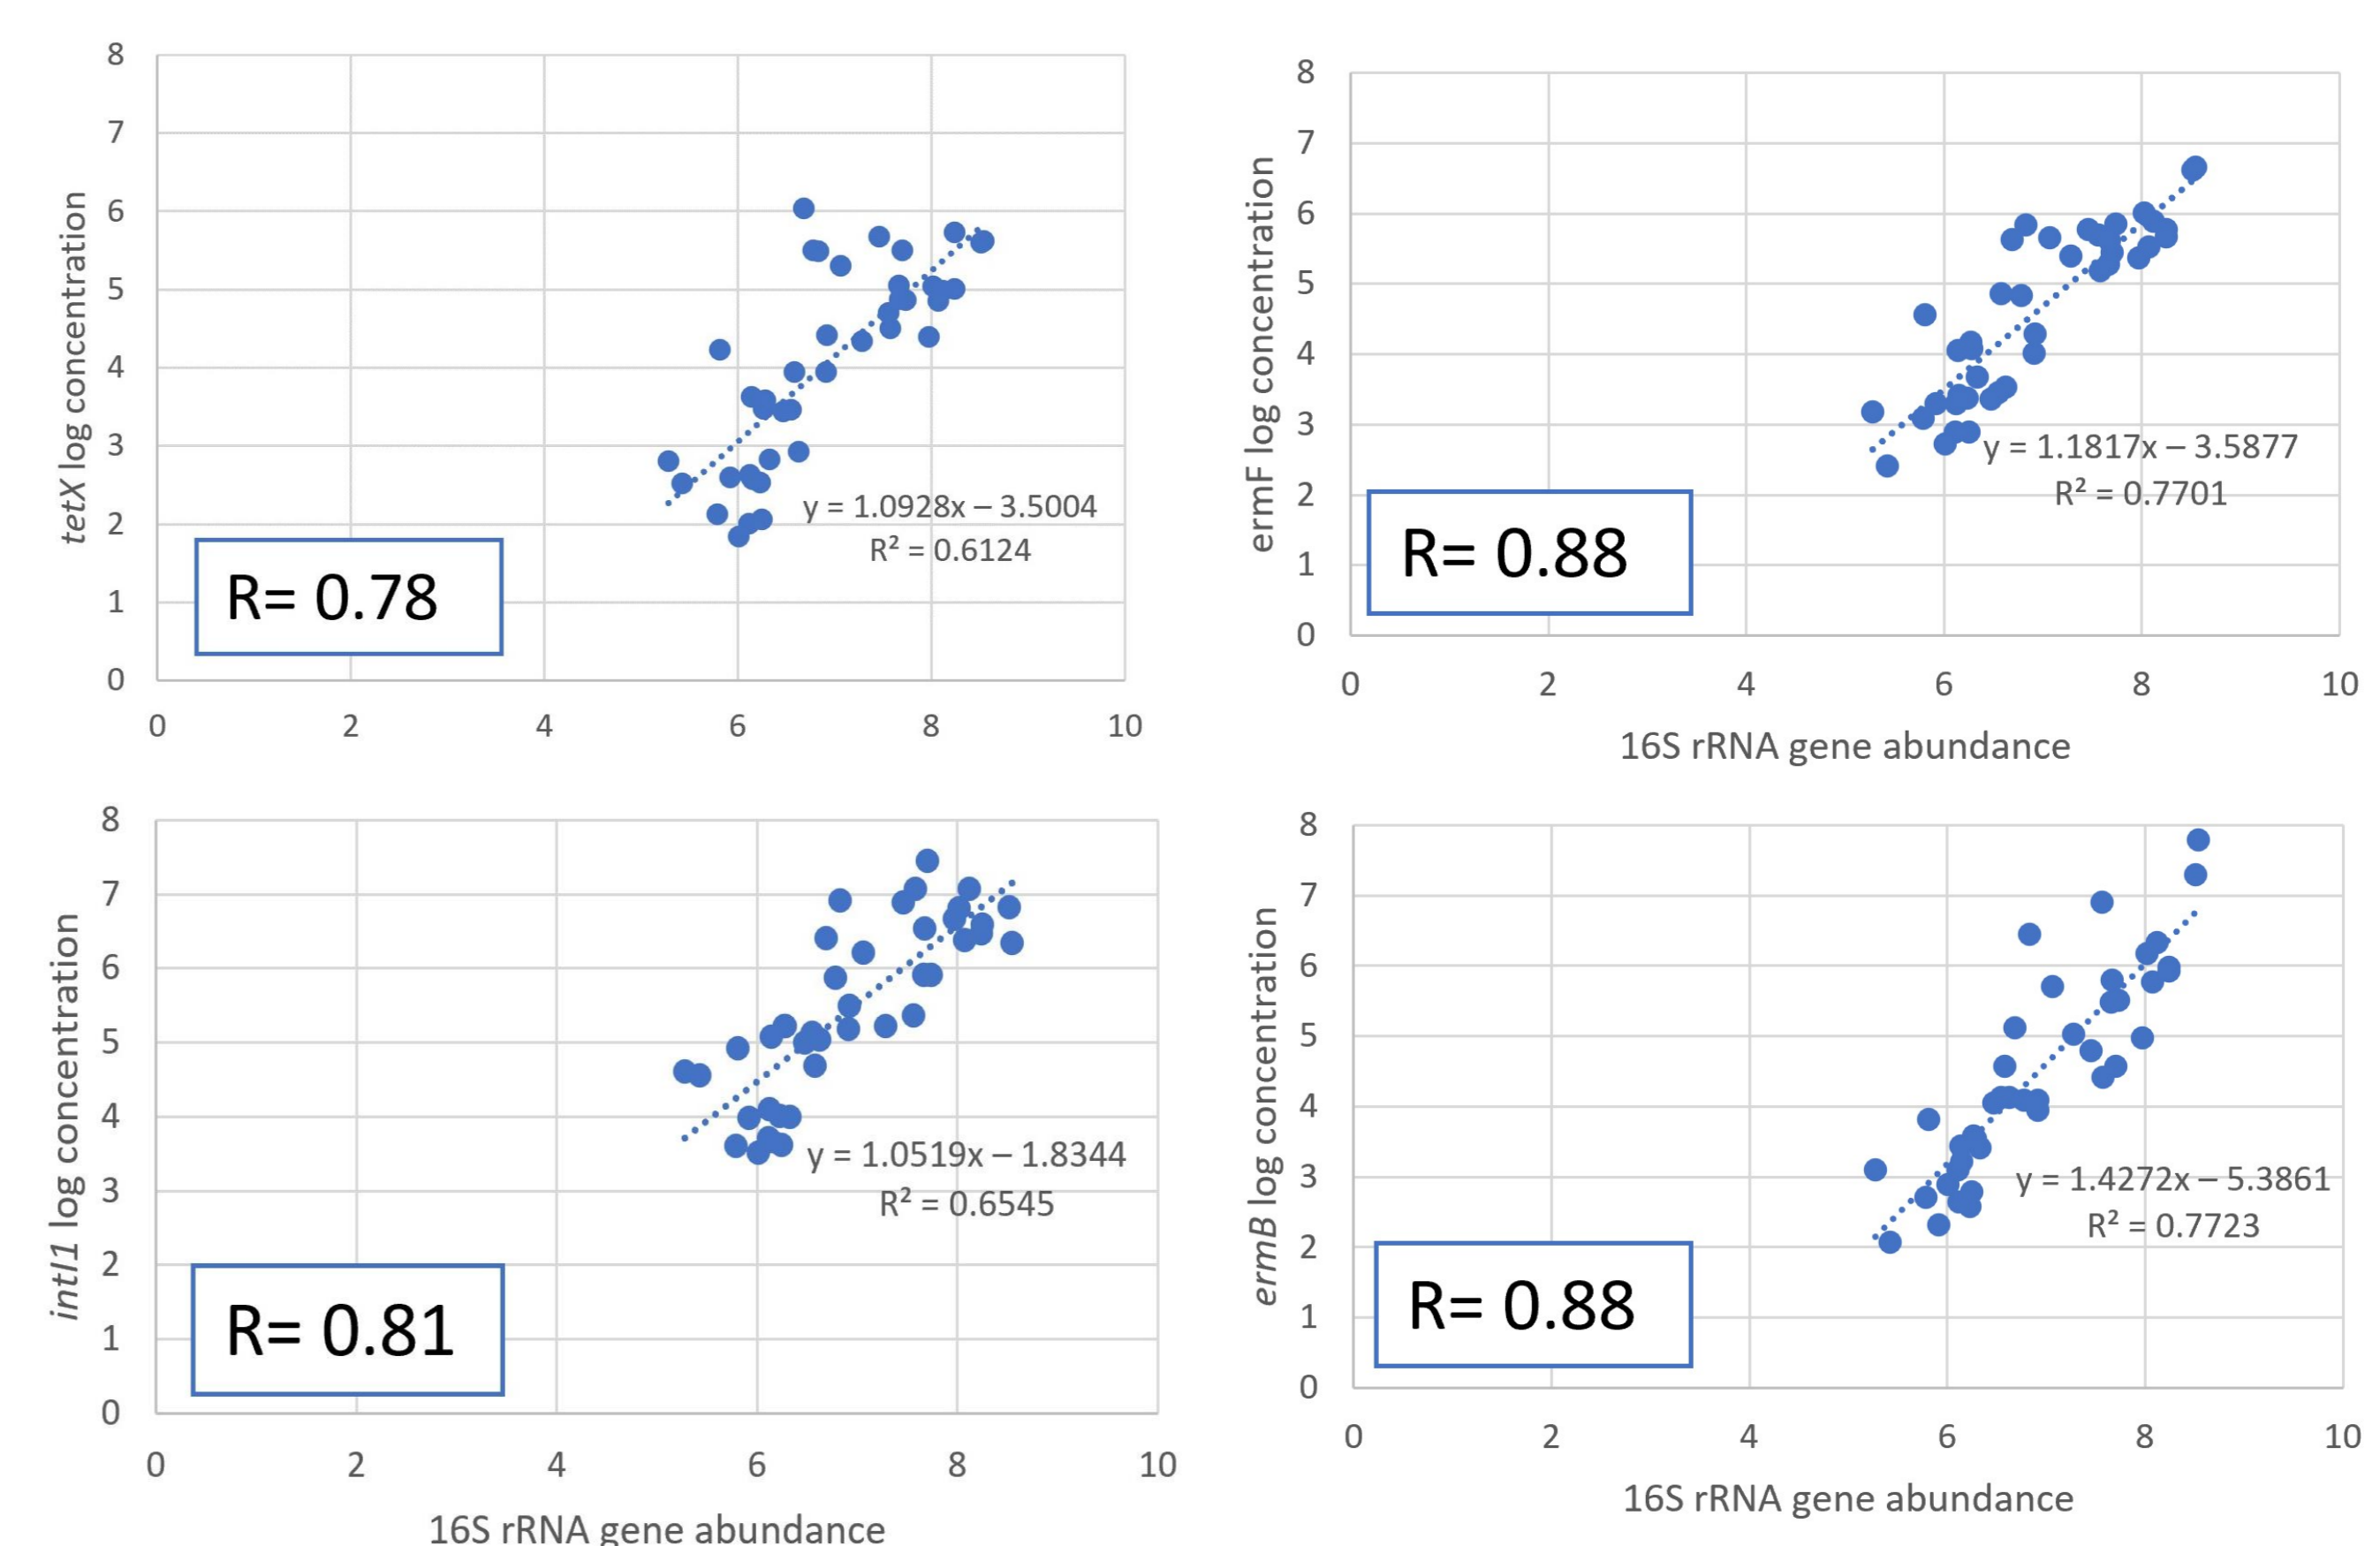 8
7
6
5
4
3
2
1
0
tetX log concentration
y = 1.0928x – 3.5004
R² = 0.6124
R= 0.78
0 2 4 6 8 10
8
7
6
5
4
3
2
1
0
ermF log concentration
y = 1.1817x – 3.5877
R² = 0.7701
R= 0.88
0 2 4 6 8 10
16S rRNA gene abundance
8
7
6
5
4
3
2
1
0
intI1 log concentration
y = 1.0519x – 1.8344
R² = 0.6545
R= 0.81
0 2 4 6 8 10
16S rRNA gene abundance
8
7
6
5
4
3
2
1
0
ermB log concentration
y = 1.4272x – 5.3861
R² = 0.7723
R= 0.88
0 2 4 6 8 10
16S rRNA gene abundance